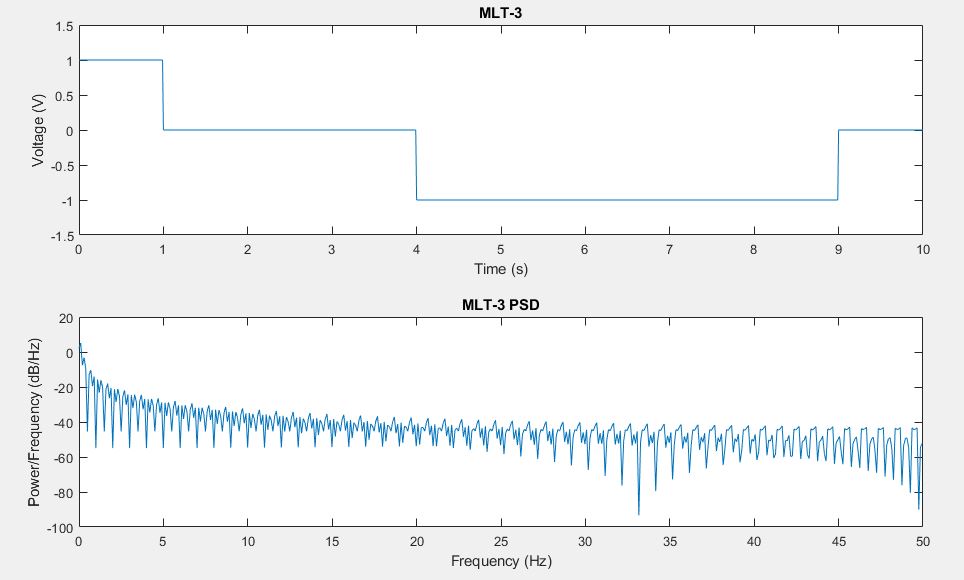 MLT-3
1.5
1
0.5
0
-0.5
-1
-1.5
Voltage (V)
0 1 2 3 4 5 6 7 8 9 10
Time (s)
MLT-3 PSD
20
0
-20
-40
-60
-80
-100
Power/Frequency (dB/Hz)
0 5 10 15 20 25 30 35 40 45 50
Frequency (Hz)